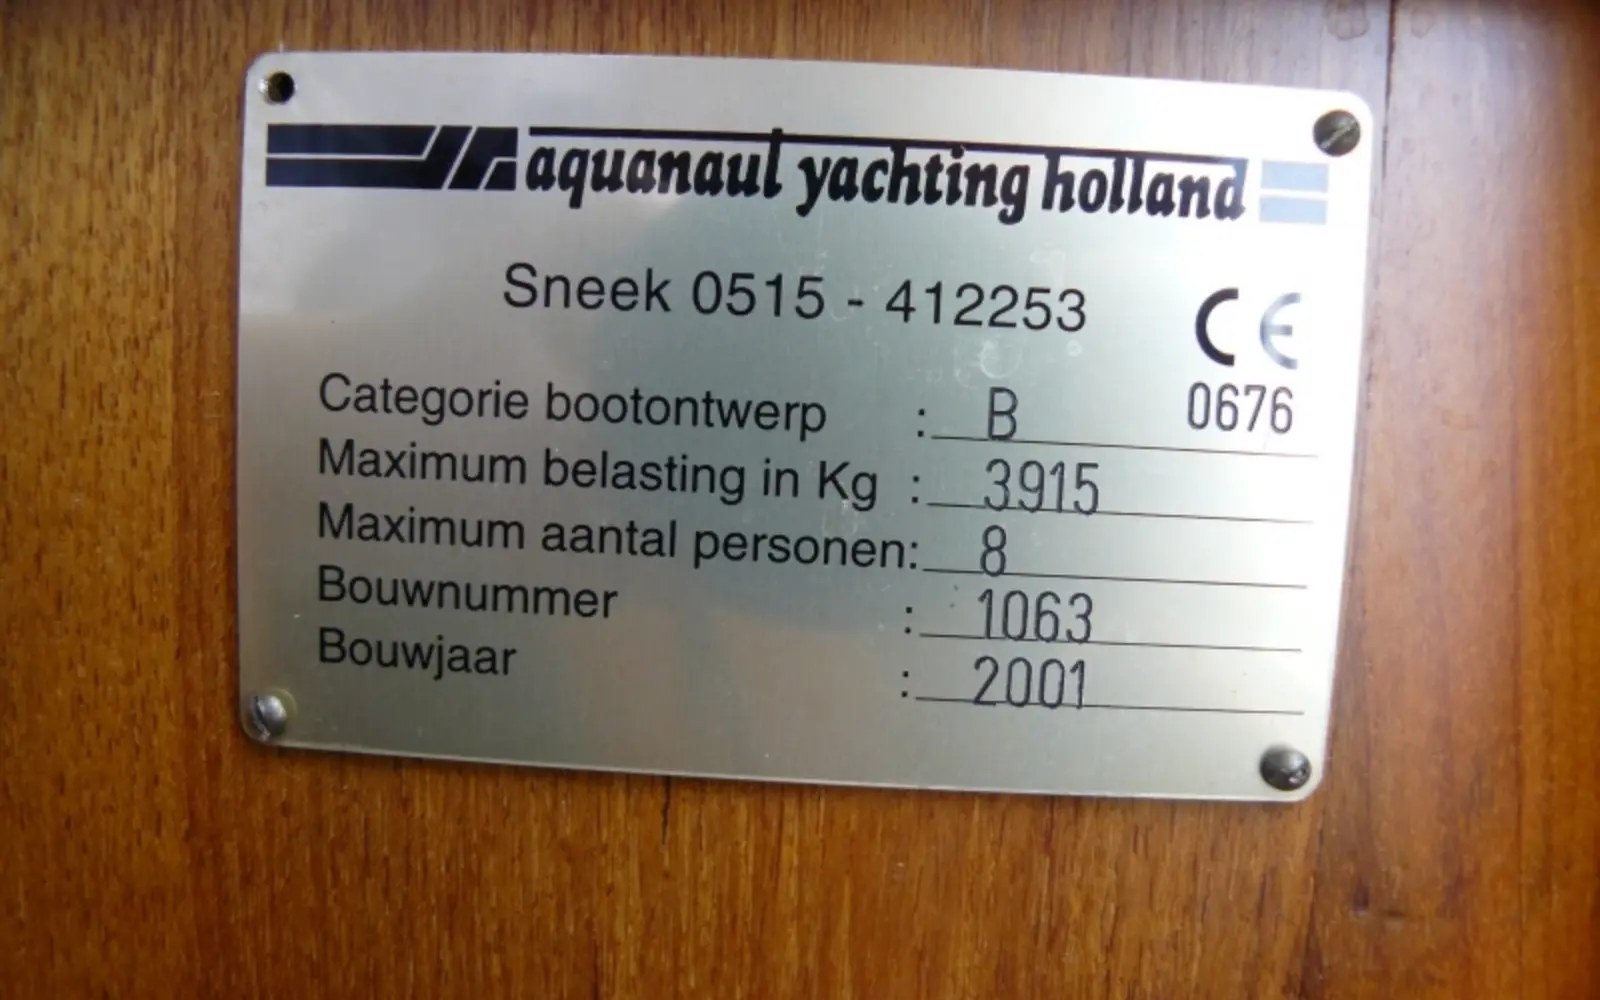 aquanaut yachting holland
Sneek 0515 - 412253
CE
Categorie bootontwerp : B 0676
Maximum belasting in Kg : 3915
Maximum aantal personen: 8
Bouwnummer : 1063
Bouwjaar : 2001